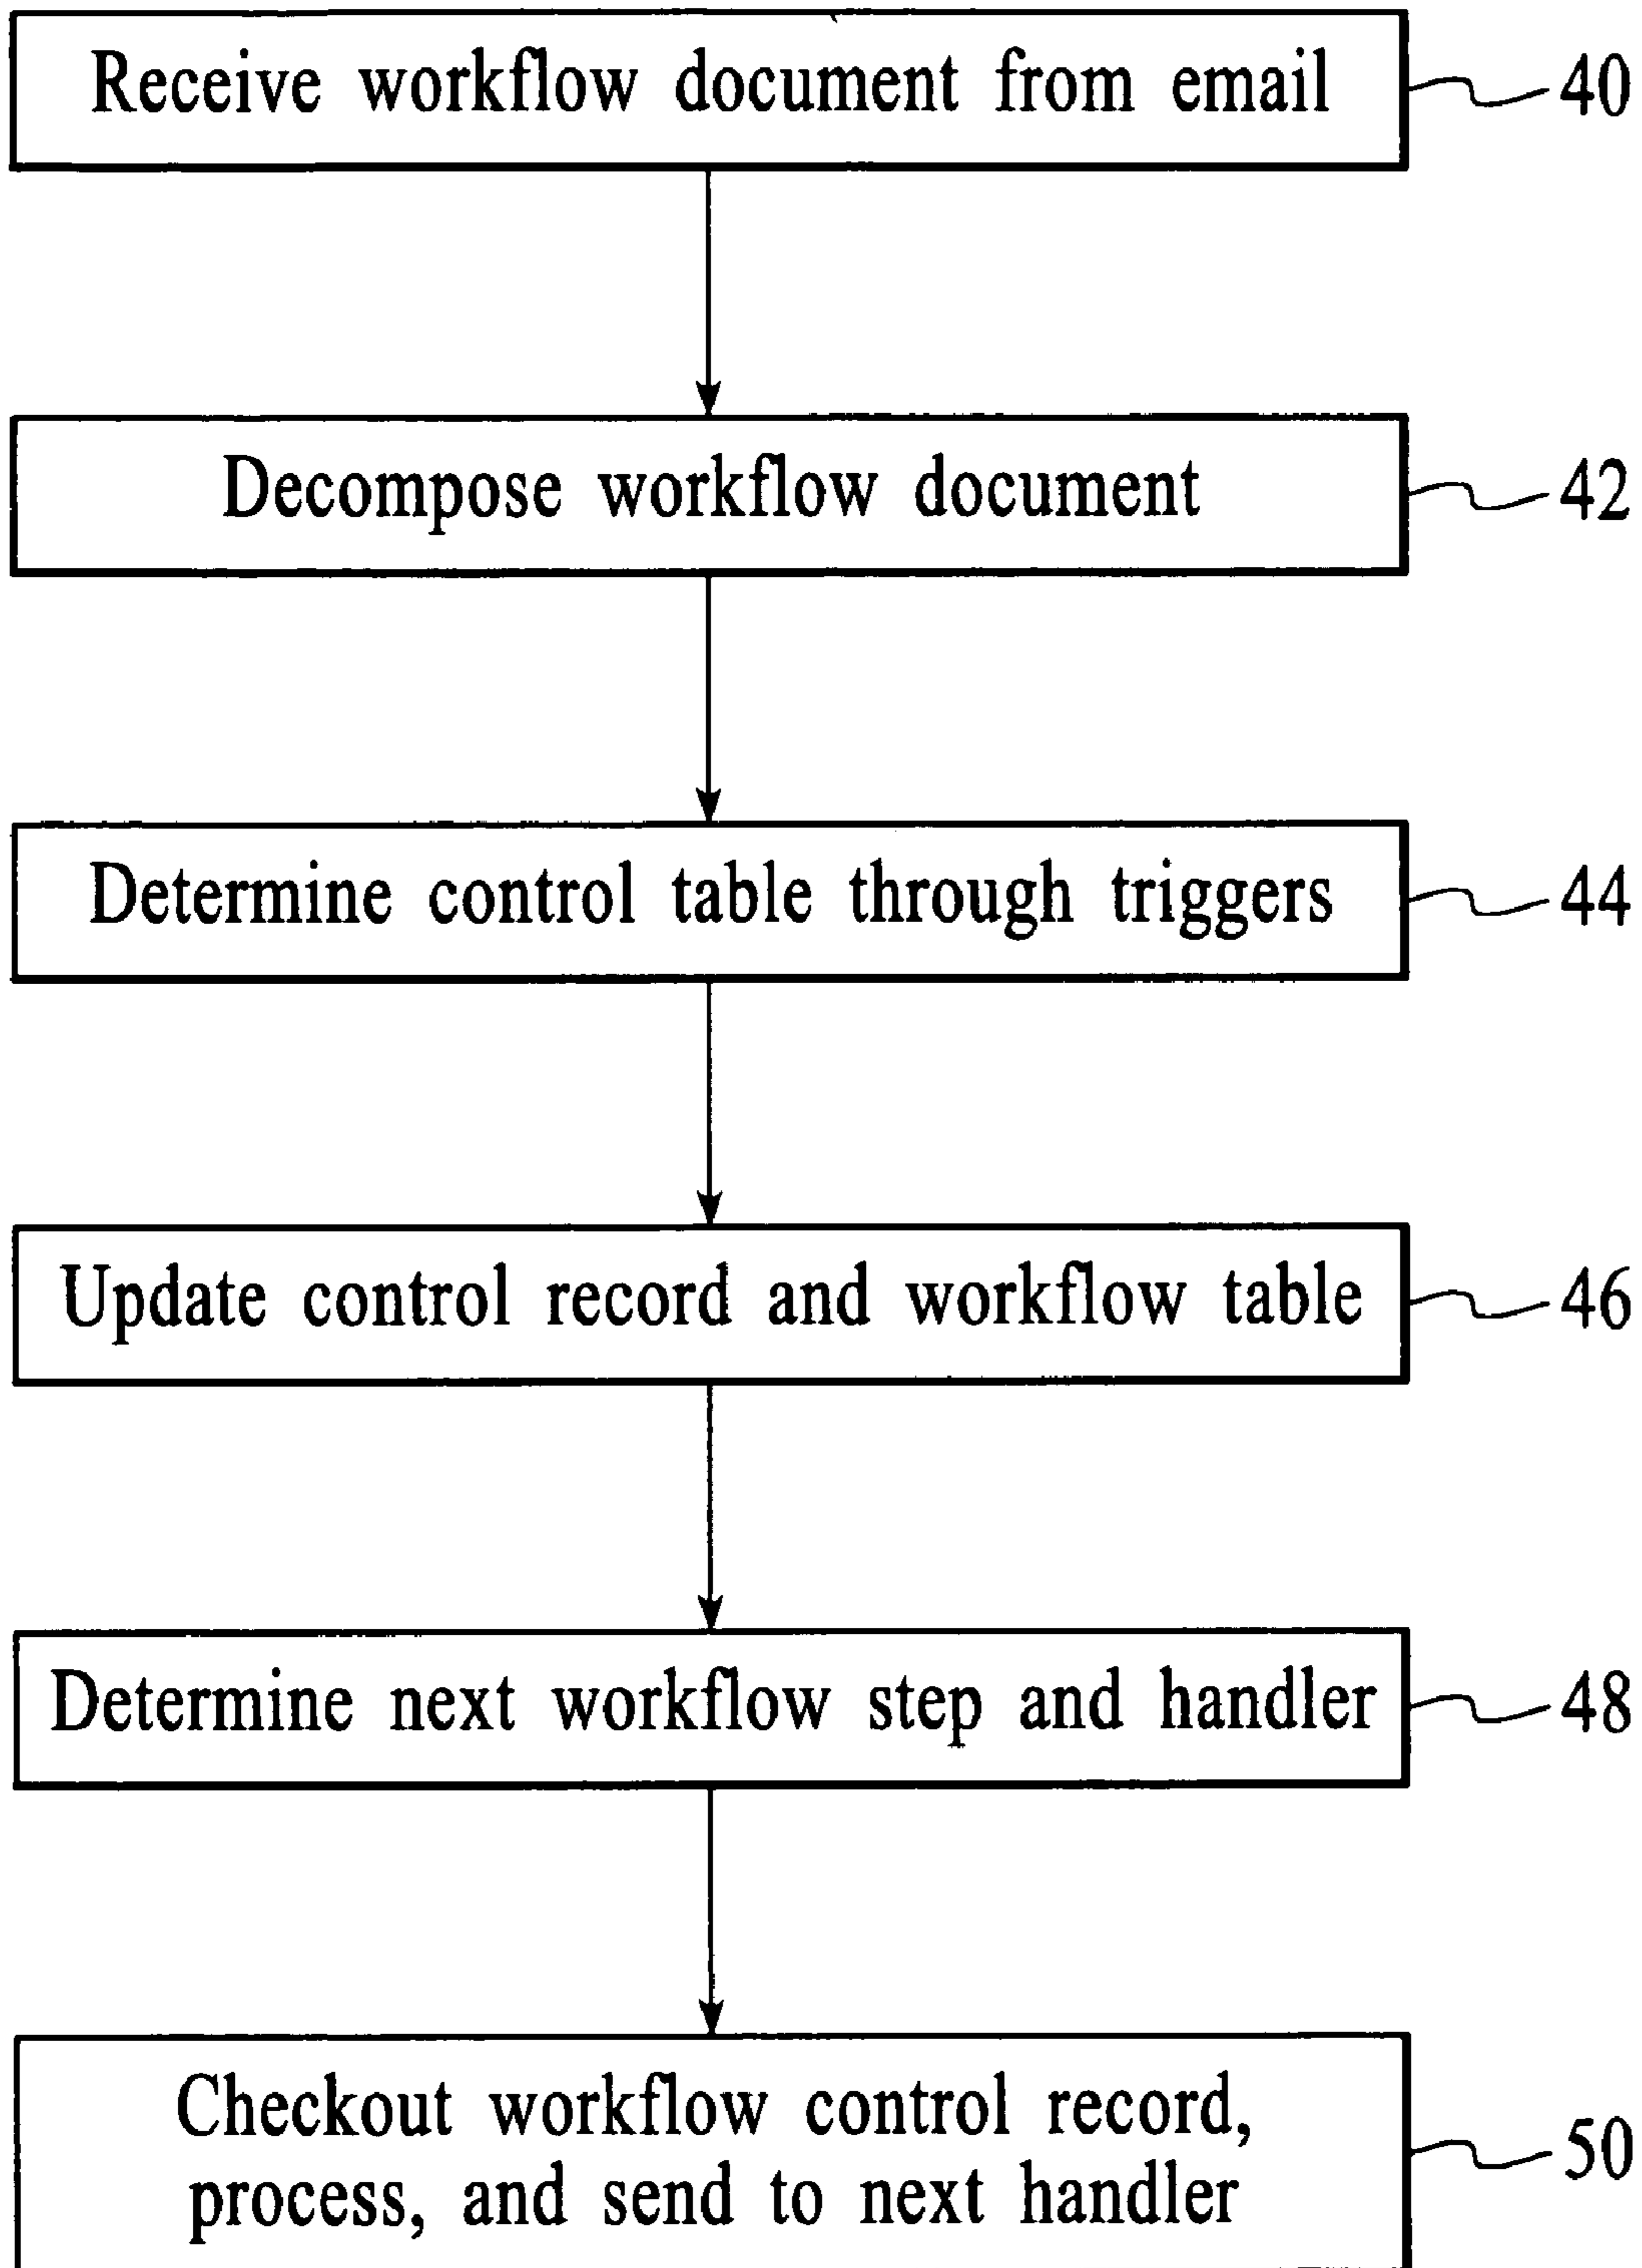 Receive workflow document from email
40
Decompose workflow document
42
Determine control table through triggers
44
Update control record and workflow table
46
Determine next workflow step and handler
48
Checkout workflow control record,
process, and send to next handler
50